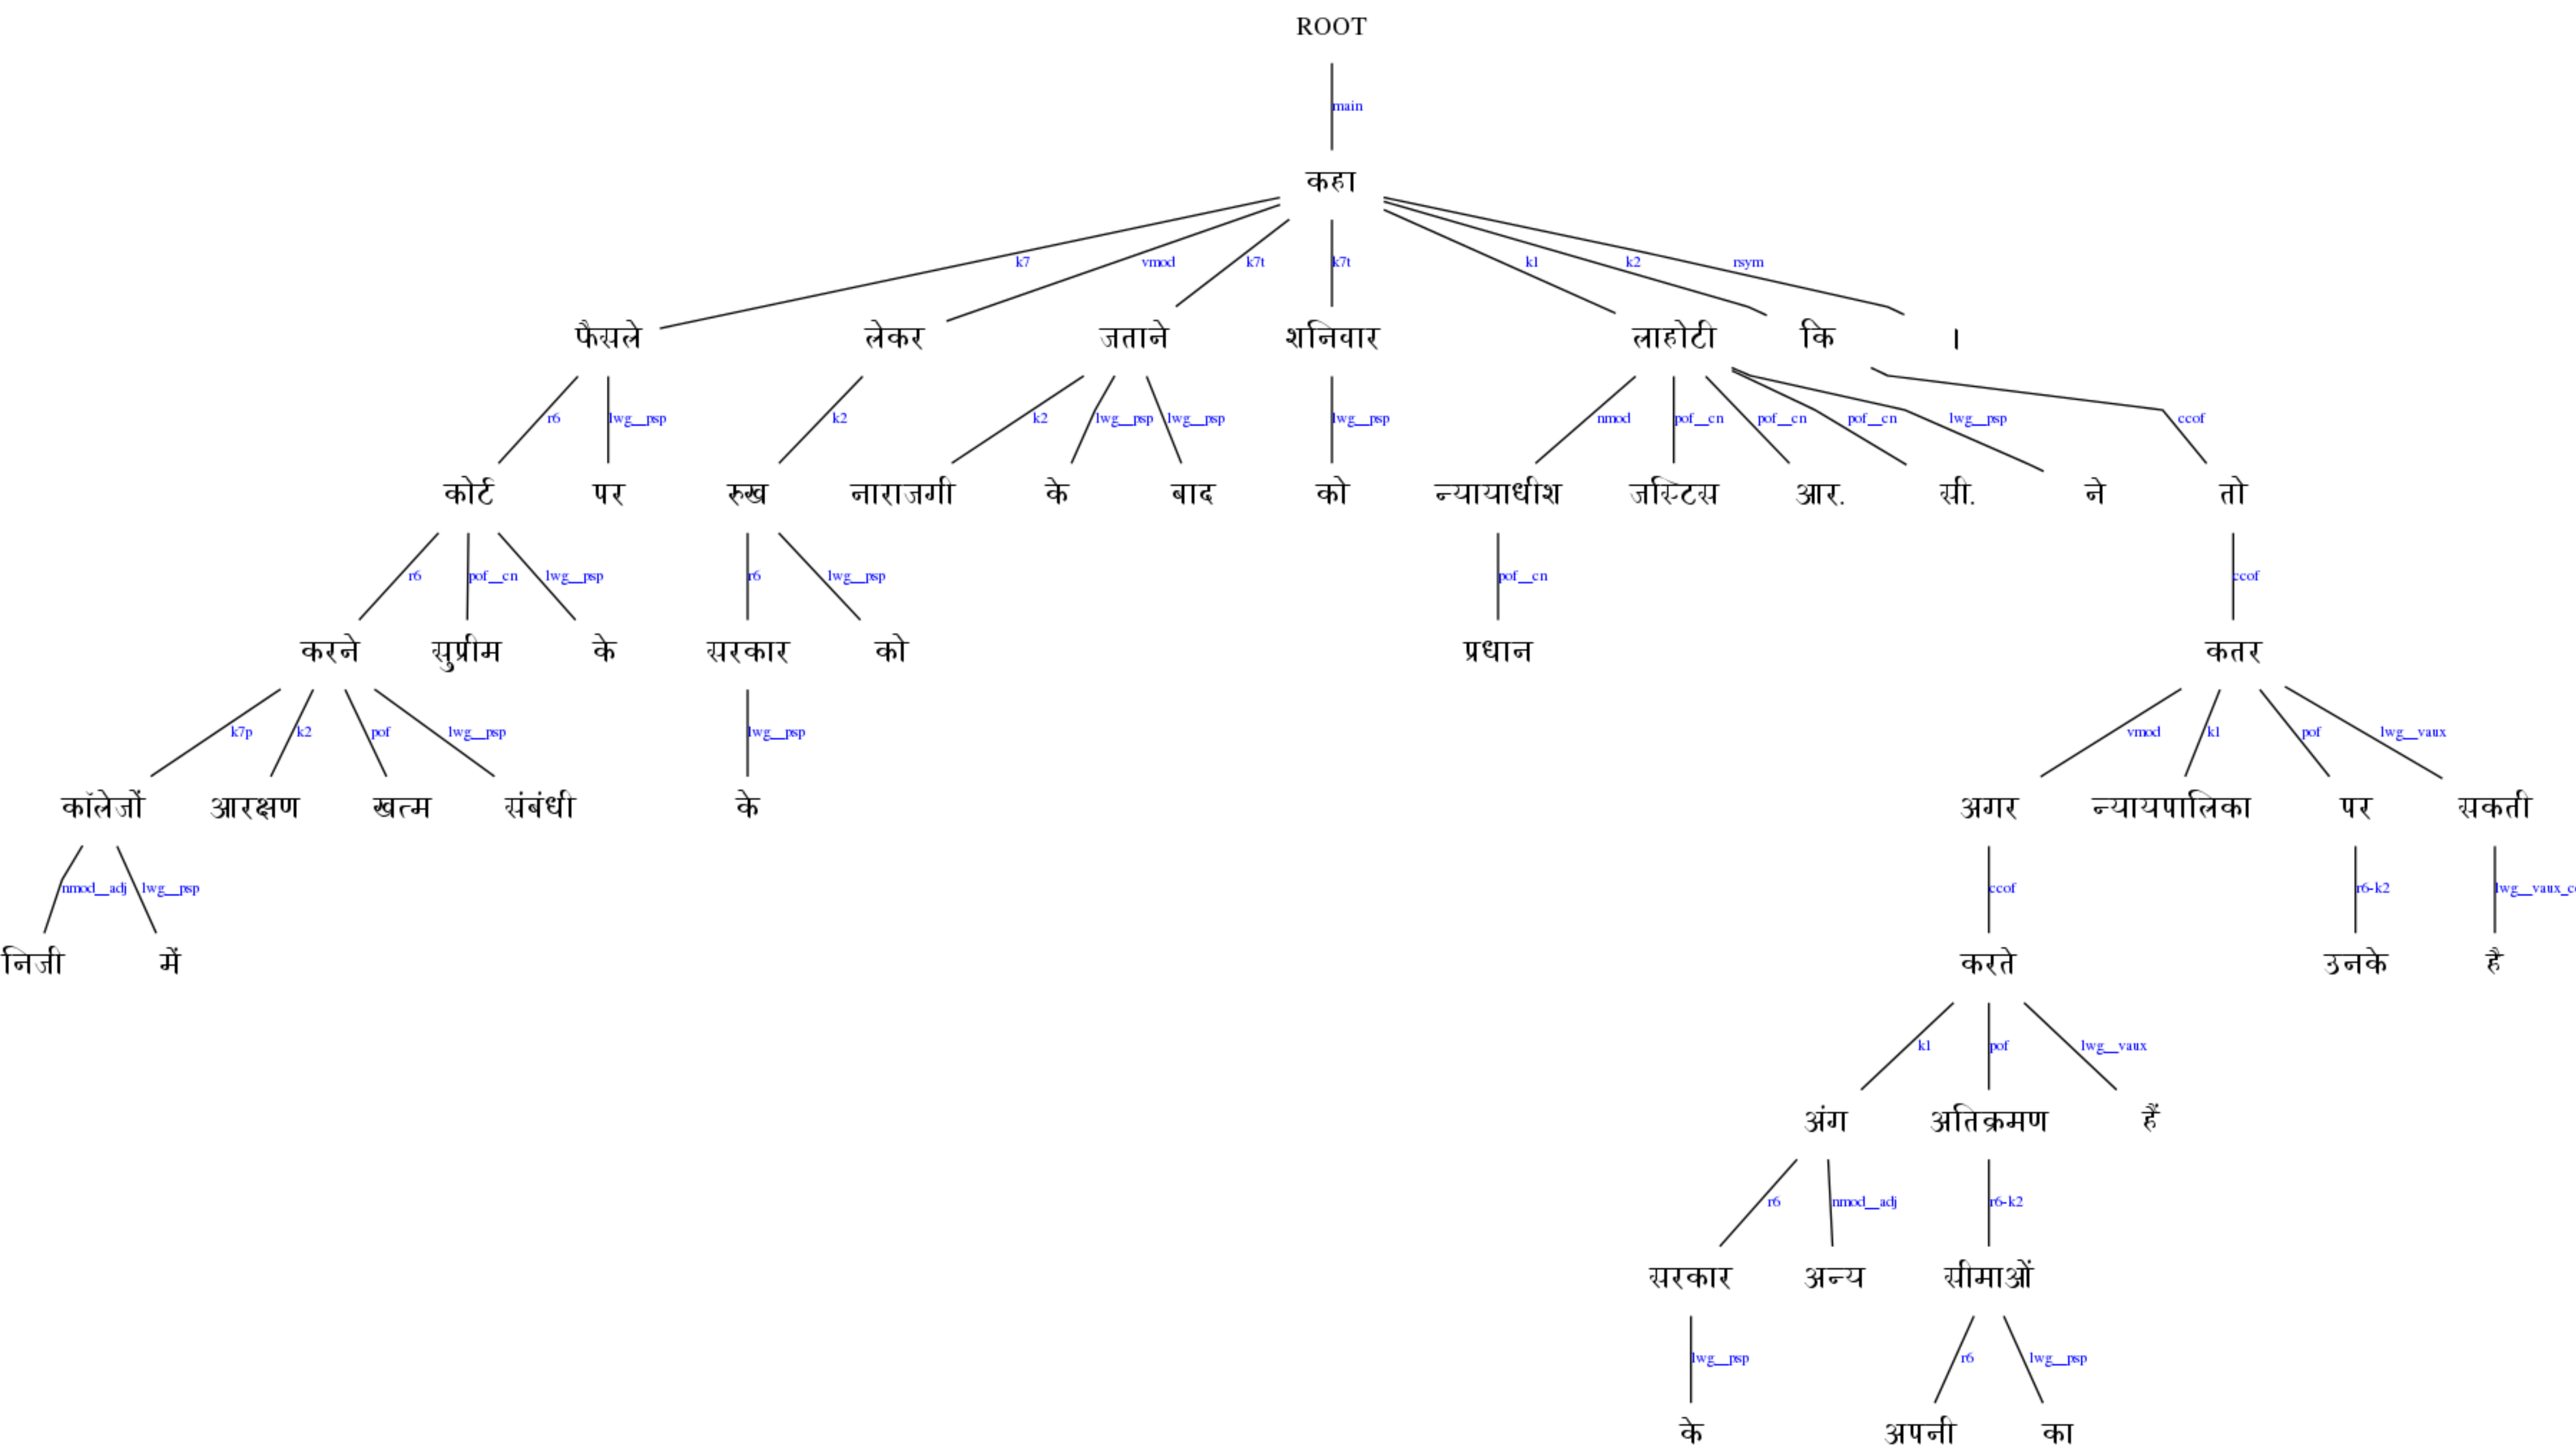 ROOT
main
कहा
k7 vmod k7t k7t k1 k2 rsym
फैसले लेकर जताने शनिवार लाहोटी कि ।
r6 lwg__psp k2 k2 lwg__psp lwg__psp lwg__psp nmod pof__cn pof__cn pof__cn lwg__psp ccof
कोर्ट पर रुख नाराजगी के बाद को न्यायाधीश जस्टिस आर. सी. ने तो
r6 pof__cn lwg__psp r6 lwg__psp pof__cn ccof
करने सुप्रीम के सरकार को प्रधान कतर
k7p k2 pof lwg__psp lwg__psp vmod k1 pof lwg__vaux
कॉलेजों आरक्षण खत्म संबंधी के अगर न्यायपालिका पर सकती
nmod__adj lwg__psp ccof r6-k2
निजी में करते उनके है
k1 pof lwg__vaux
अंग अतिक्रमण हैं
r6 nmod__adj r6-k2
सरकार अन्य सीमाओं
lwg__psp r6 lwg__psp
के अपनी का